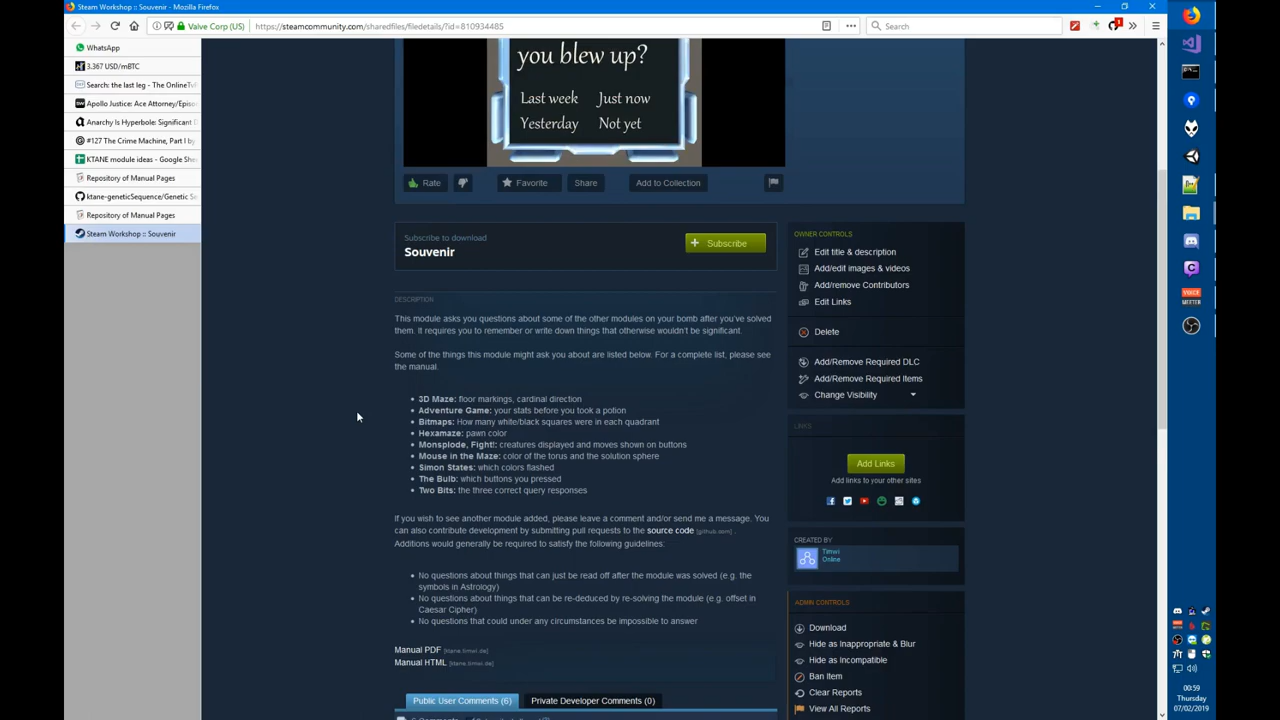 Steam Workshop :: Souvenir - Mozilla Firefox
Valve Corp (US)
https://steamcommunity.com/sharedfiles/filedetails/?id=810934485
Search
WhatsApp
3.367 USD/mBTC
Search: the last leg - The OnlineTv
Apollo Justice: Ace Attorney/Epis
Anarchy Is Hyperbole: Significant D
#127 The Crime Machine, Part I by
KTANE module ideas - Google She
Repository of Manual Pages
ktane-geneticSequence/Genetic Se
Repository of Manual Pages
Steam Workshop :: Souvenir
you blew up?
Last week Just now
Yesterday Not yet
Rate
Favorite
Share
Add to Collection
Subscribe to download
Souvenir
Subscribe
DESCRIPTION
This module asks you questions about some of the other modules on your bomb after you've solved
them. It requires you to remember or write down things that otherwise wouldn't be significant.
Some of the things this module might ask you about are listed below. For a complete list, please see
the manual.
• 3D Maze: floor markings, cardinal direction
• Adventure Game: your stats before you took a potion
• Bitmaps: How many white/black squares were in each quadrant
• Hexamaze: pawn color
• Monsplode, Fight!: creatures displayed and moves shown on buttons
• Mouse in the Maze: color of the torus and the solution sphere
• Simon States: which colors flashed
• The Bulb: which buttons you pressed
• Two Bits: the three correct query responses
If you wish to see another module added, please leave a comment and/or send me a message. You
can also contribute development by submitting pull requests to the source code [github.com] .
Additions would generally be required to satisfy the following guidelines:
• No questions about things that can just be read off after the module was solved (e.g. the
symbols in Astrology)
• No questions about things that can be re-deduced by re-solving the module (e.g. offset in
Caesar Cipher)
• No questions that could under any circumstances be impossible to answer
Manual PDF [ktane.timwi.de]
Manual HTML [ktane.timwi.de]
Public User Comments (6)
Private Developer Comments (0)
OWNER CONTROLS
Edit title & description
Add/edit images & videos
Add/remove Contributors
Edit Links
Delete
Add/Remove Required DLC
Add/Remove Required Items
Change Visibility
LINKS
Add Links
Add links to your other sites
CREATED BY
Timwi
Online
ADMIN CONTROLS
Download
Hide as Inappropriate & Blur
Hide as Incompatible
Ban Item
Clear Reports
View All Reports
VOICE
MEETER
00:59
Thursday
07/02/2019